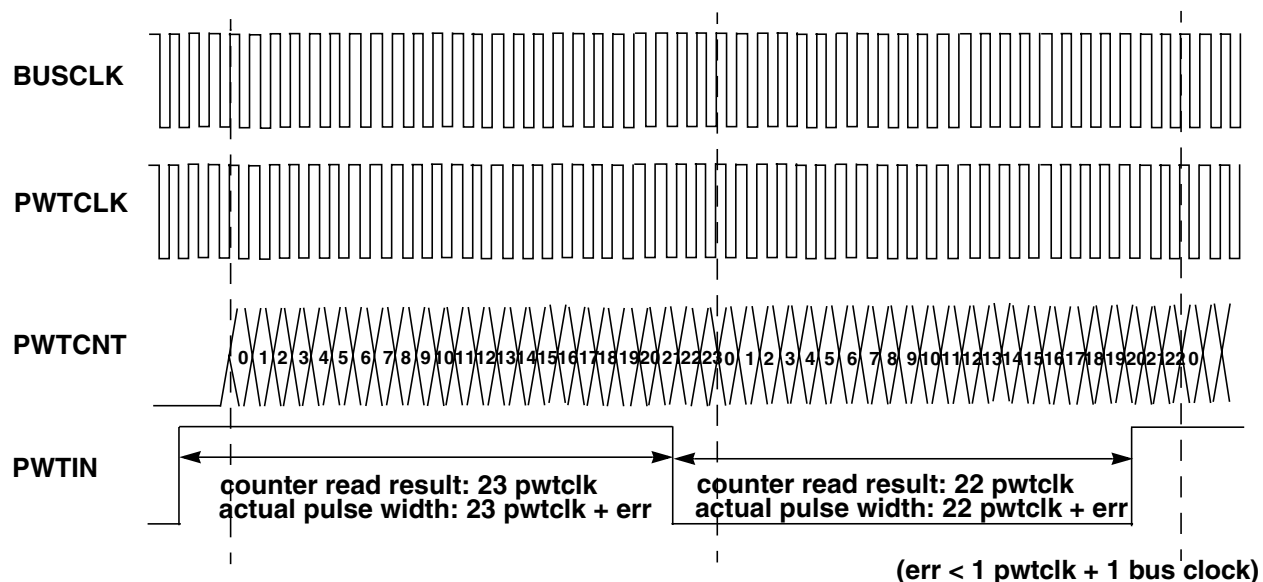 BUSCLK
PWTCLK
PWTCNT
0 1 2 3 4 5 6 7 8 9 10 11 12 13 14 15 16 17 18 19 20 21 22 23 0 1 2 3 4 5 6 7 8 9 10 11 12 13 14 15 16 17 18 19 20 21 22 0
PWTIN
counter read result: 23 pwtclk
actual pulse width: 23 pwtclk + err
counter read result: 22 pwtclk
actual pulse width: 22 pwtclk + err
(err < 1 pwtclk + 1 bus clock)